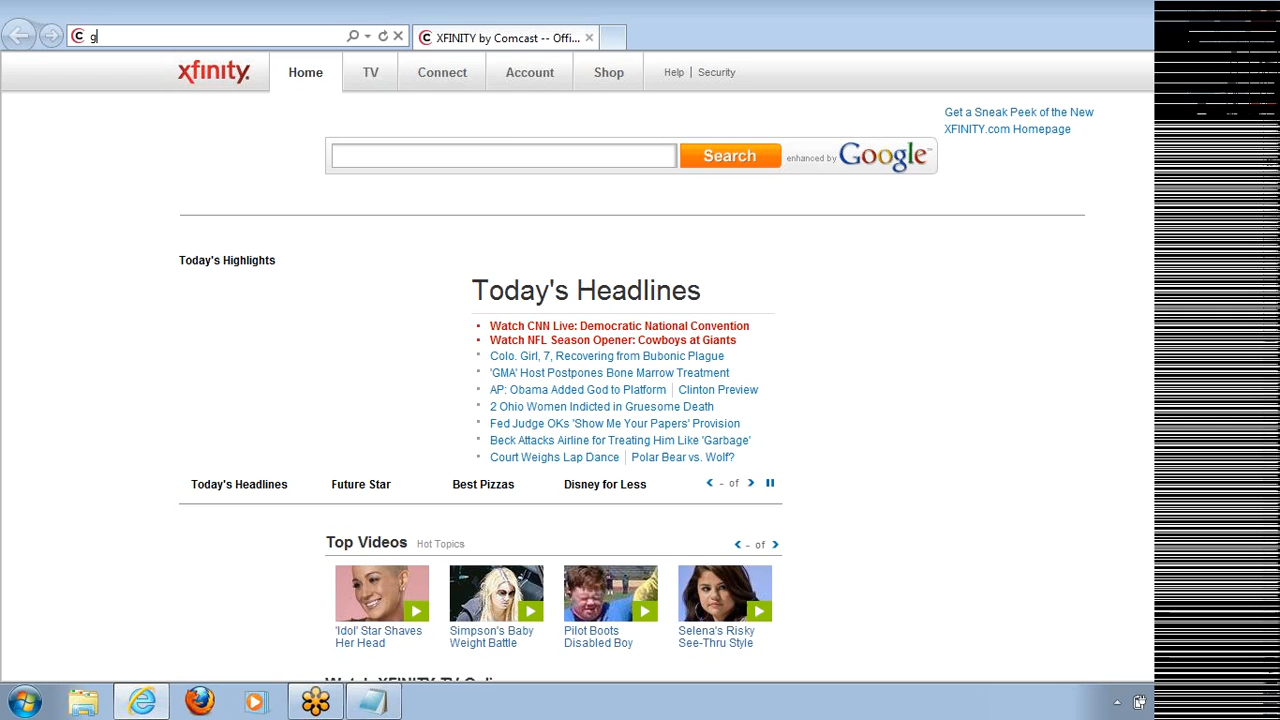 g
XFINITY by Comcast -- Offi...
xfinity.
Home
TV
Connect
Account
Shop
Help | Security
Get a Sneak Peek of the New
XFINITY.com Homepage
Search
enhanced by Google™
Today's Highlights
Today's Headlines
Watch CNN Live: Democratic National Convention
Watch NFL Season Opener: Cowboys at Giants
Colo. Girl, 7, Recovering from Bubonic Plague
'GMA' Host Postpones Bone Marrow Treatment
AP: Obama Added God to Platform | Clinton Preview
2 Ohio Women Indicted in Gruesome Death
Fed Judge OKs 'Show Me Your Papers' Provision
Beck Attacks Airline for Treating Him Like 'Garbage'
Court Weighs Lap Dance | Polar Bear vs. Wolf?
Today's Headlines
Future Star
Best Pizzas
Disney for Less
- of
Top Videos Hot Topics
- of
'Idol' Star Shaves
Her Head
Simpson's Baby
Weight Battle
Pilot Boots
Disabled Boy
Selena's Risky
See-Thru Style